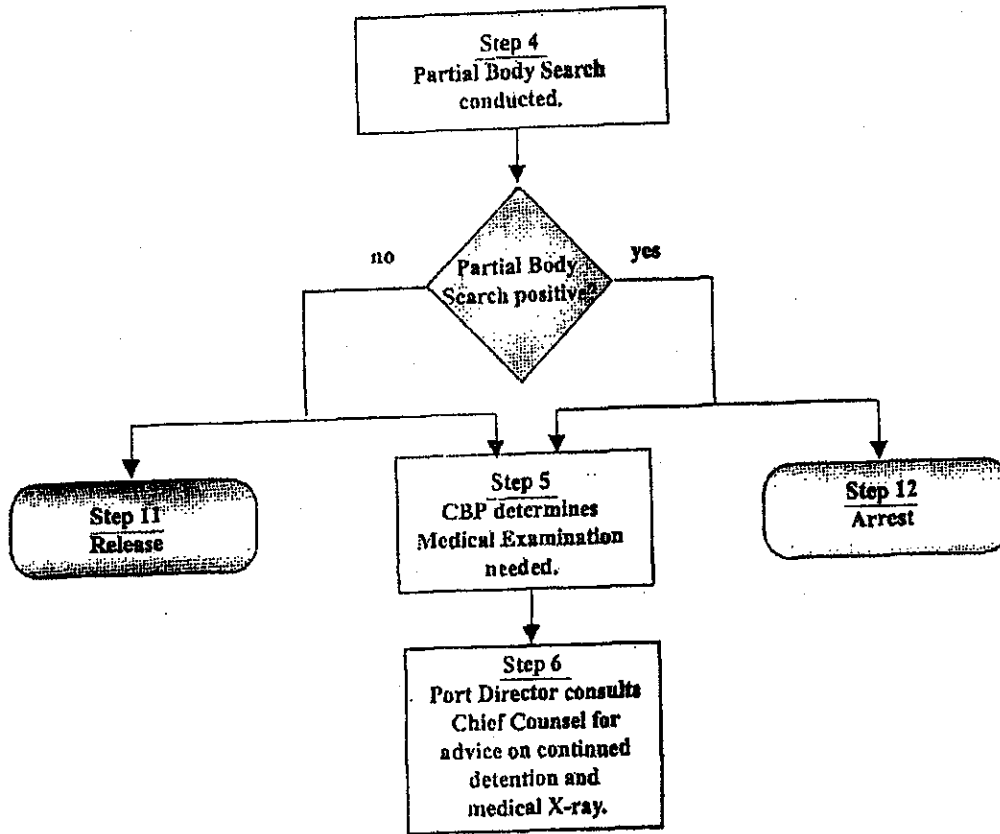 Step 4
Partial Body Search
conducted.
no
yes
Partial Body
Search positive?
Step 11
Release
Step 5
CBP determines
Medical Examination
needed.
Step 12
Arrest
Step 6
Port Director consults
Chief Counsel for
advice on continued
detention and
medical X-ray.